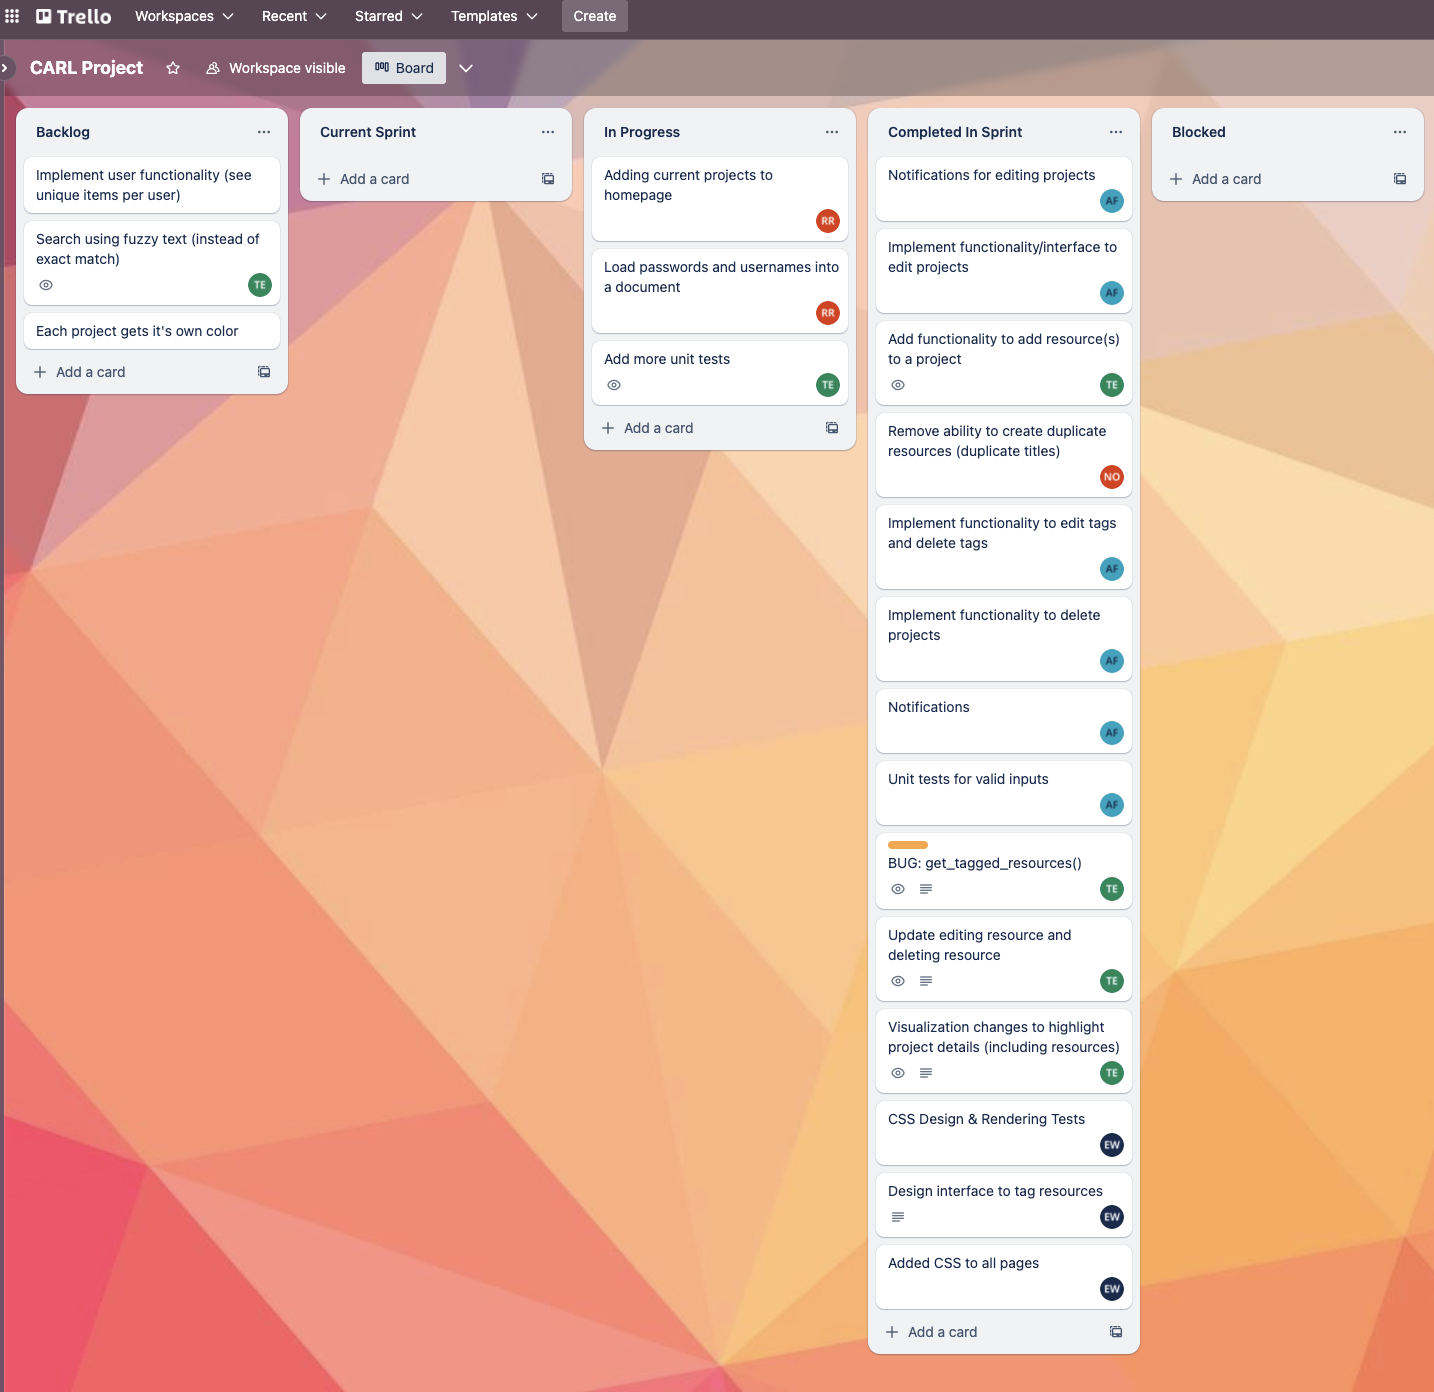 Trello
Workspaces
Recent
Starred
Templates
Create
CARL Project
Workspace visible
Board
Backlog
Implement user functionality (see
unique items per user)
Search using fuzzy text (instead of
exact match)
TE
Each project gets it's own color
Add a card
Current Sprint
Add a card
In Progress
Adding current projects to
homepage
RR
Load passwords and usernames into
a document
RR
Add more unit tests
TE
Add a card
Completed In Sprint
Notifications for editing projects
AF
Implement functionality/interface to
edit projects
AF
Add functionality to add resource(s)
to a project
TE
Remove ability to create duplicate
resources (duplicate titles)
NO
Implement functionality to edit tags
and delete tags
AF
Implement functionality to delete
projects
AF
Notifications
AF
Unit tests for valid inputs
AF
BUG: get_tagged_resources()
TE
Update editing resource and
deleting resource
TE
Visualization changes to highlight
project details (including resources)
TE
CSS Design & Rendering Tests
EW
Design interface to tag resources
EW
Added CSS to all pages
EW
Add a card
Blocked
Add a card